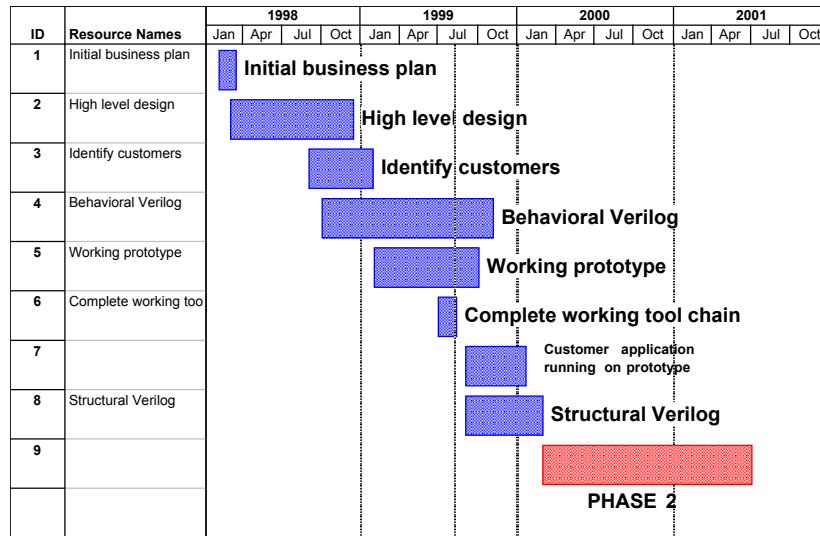 1998 1999 2000 2001
ID Resource Names Jan Apr Jul Oct Jan Apr Jul Oct Jan Apr Jul Oct Jan Apr Jul Oct
1 Initial business plan Initial business plan
2 High level design High level design
3 Identify customers Identify customers
4 Behavioral Verilog Behavioral Verilog
5 Working prototype Working prototype
6 Complete working too Complete working tool chain
7 Customer application
running on prototype
8 Structural Verilog Structural Verilog
9
PHASE 2